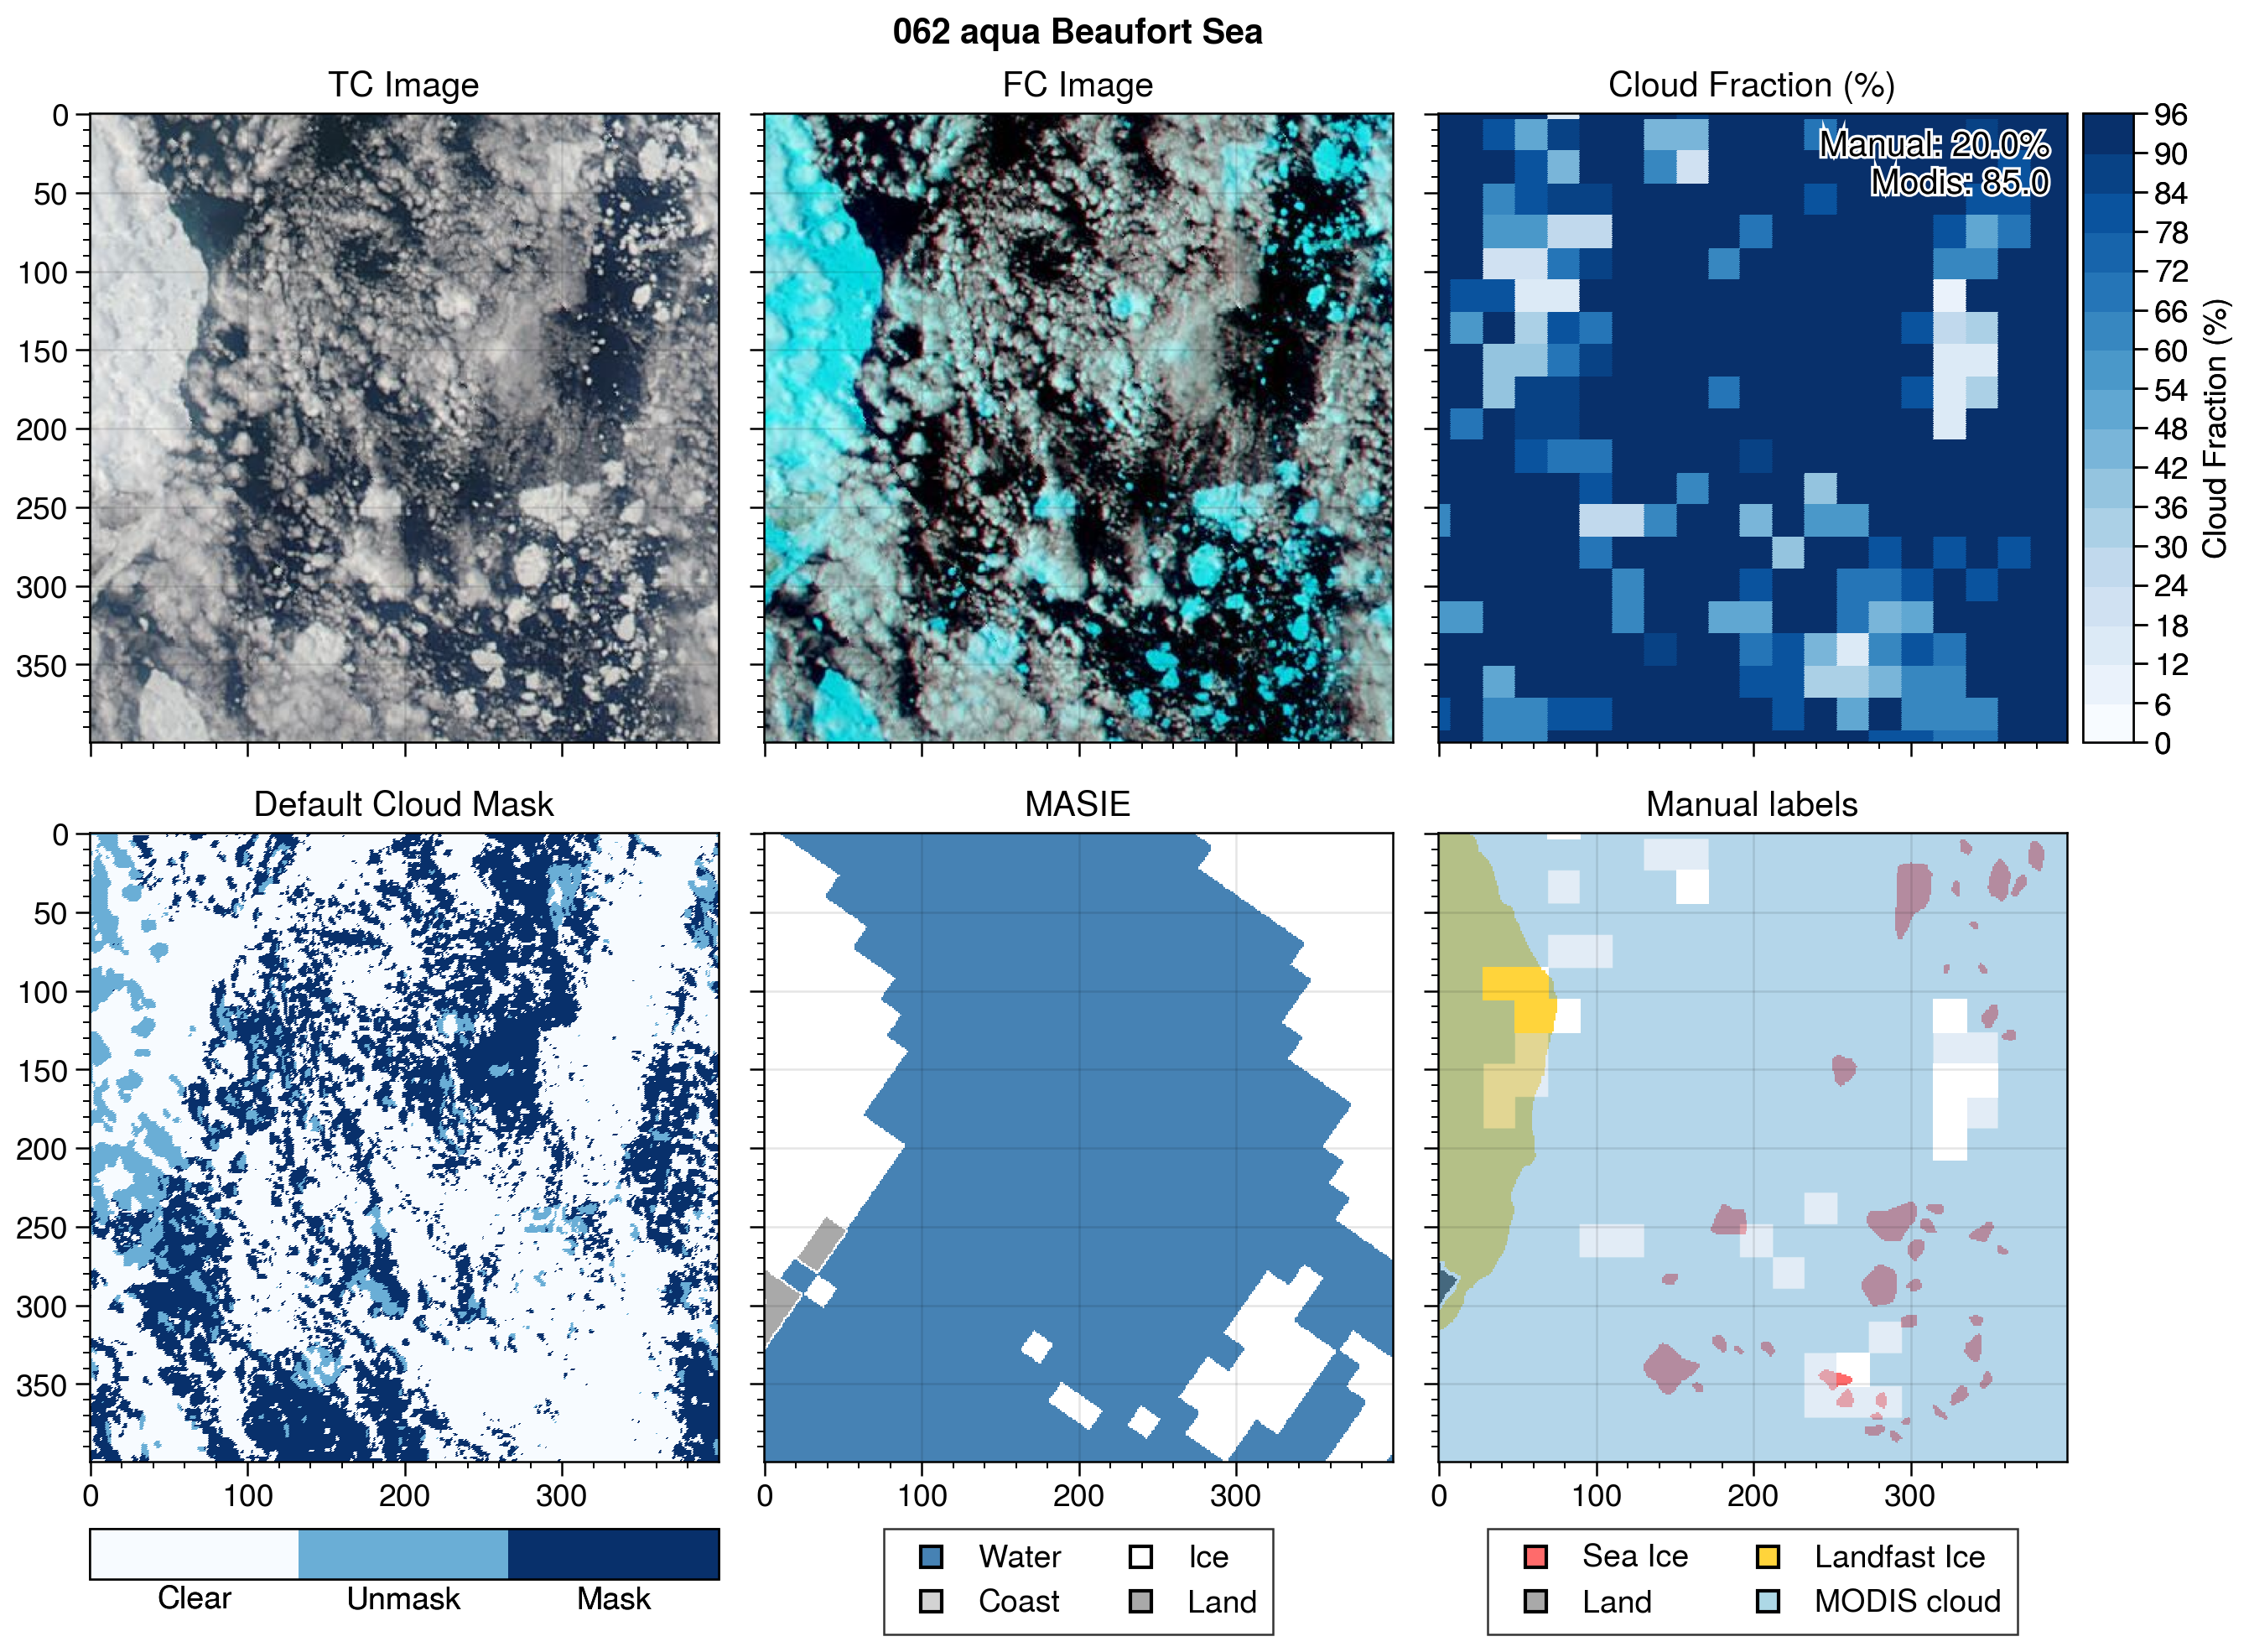 062 aqua Beaufort Sea
TC Image
FC Image
Cloud Fraction (%)
0
50
100
150
200
250
300
350
Manual: 20.0%
Modis: 85.0
96
90
84
78
72
66
60
54
48
42
36
30
24
18
12
6
0
Cloud Fraction (%)
Default Cloud Mask
MASIE
Manual labels
0
50
100
150
200
250
300
350
0 100 200 300
0 100 200 300
0 100 200 300
Clear Unmask Mask
Water Ice
Coast Land
Sea Ice Landfast Ice
Land MODIS cloud